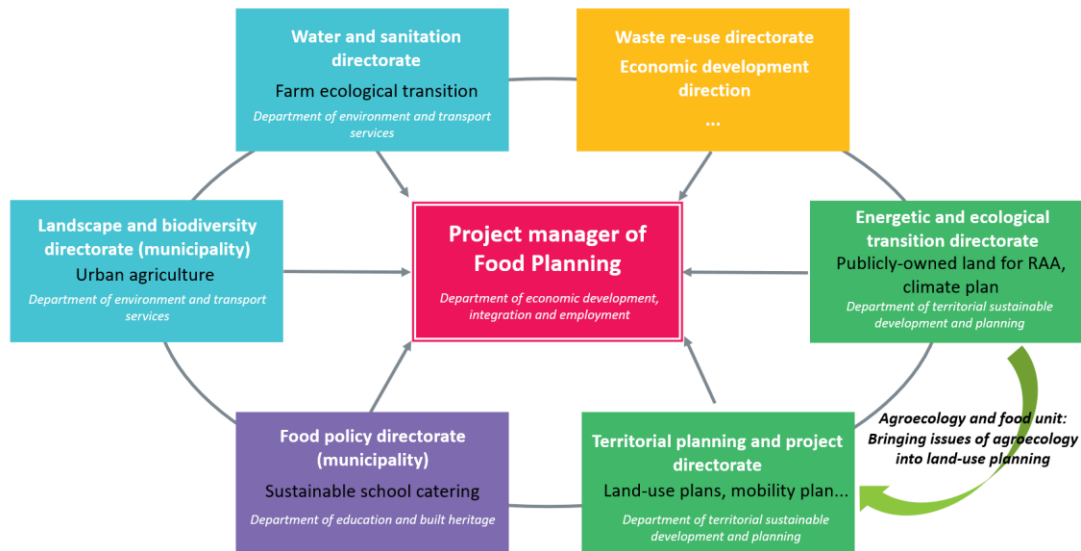 Water and sanitation
directorate
Farm ecological transition
Department of environment and transport
services
Waste re-use directorate
Economic development
direction
...
Landscape and biodiversity
directorate (municipality)
Urban agriculture
Department of environment and transport
services
Project manager of
Food Planning
Department of economic development,
integration and employment
Energetic and ecological
transition directorate
Publicly-owned land for RAA,
climate plan
Department of territorial sustainable
development and planning
Agroecology and food unit:
Bringing issues of agroecology
into land-use planning
Food policy directorate
(municipality)
Sustainable school catering
Department of education and built heritage
Territorial planning and project
directorate
Land-use plans, mobility plan...
Department of territorial sustainable
development and planning